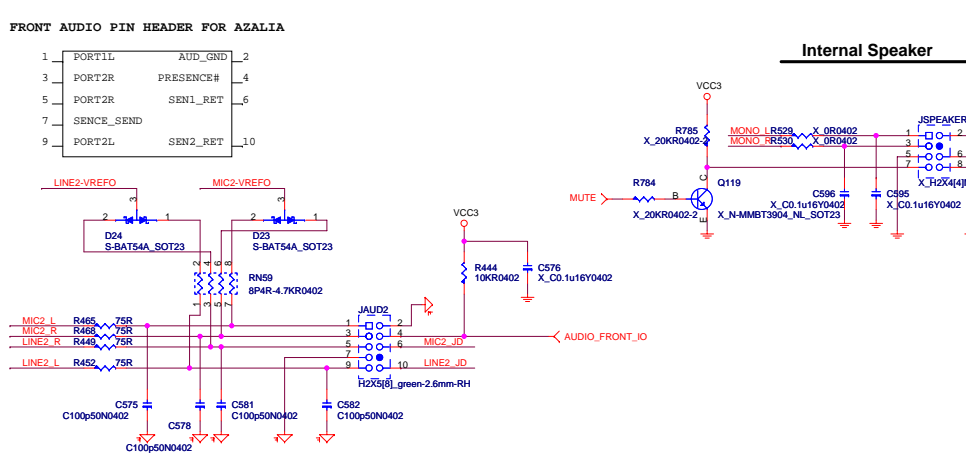 FRONT AUDIO PIN HEADER FOR AZALIA
1 PORT1L AUD_GND 2
3 PORT2R PRESENCE# 4
5 PORT2R SEN1_RET 6
7 SENCE_SEND
9 PORT2L SEN2_RET 10
Internal Speaker
VCC3
R785
X_20KR0402-2
MONO_L R529 X_0R0402
MONO_R R530 X_0R0402
JSPEAKER
1 2
3
5 6
7 8
X_H2X4[4]
MUTE
R784
X_20KR0402-2
B
C
E
Q119
X_N-MMBT3904_NL_SOT23
C596
X_C0.1u16Y0402
C595
X_C0.1u16Y0402
LINE2-VREFO
MIC2-VREFO
3
2 1
D24
S-BAT54A_SOT23
3
2 1
D23
S-BAT54A_SOT23
2 4 6 8
RN59
8P4R-4.7KR0402
1 3 5 7
VCC3
R444
10KR0402
C576
X_C0.1u16Y0402
JAUD2
MIC2_L R465 75R
MIC2_R R468 75R
LINE2_R R449 75R
LINE2_L R452 75R
1 2
3 4
5 6
7
9 10
MIC2_JD
LINE2_JD
AUDIO_FRONT_IO
H2X5[8]_green-2.6mm-RH
C575
C100p50N0402
C578
C100p50N0402
C581
C100p50N0402
C582
C100p50N0402